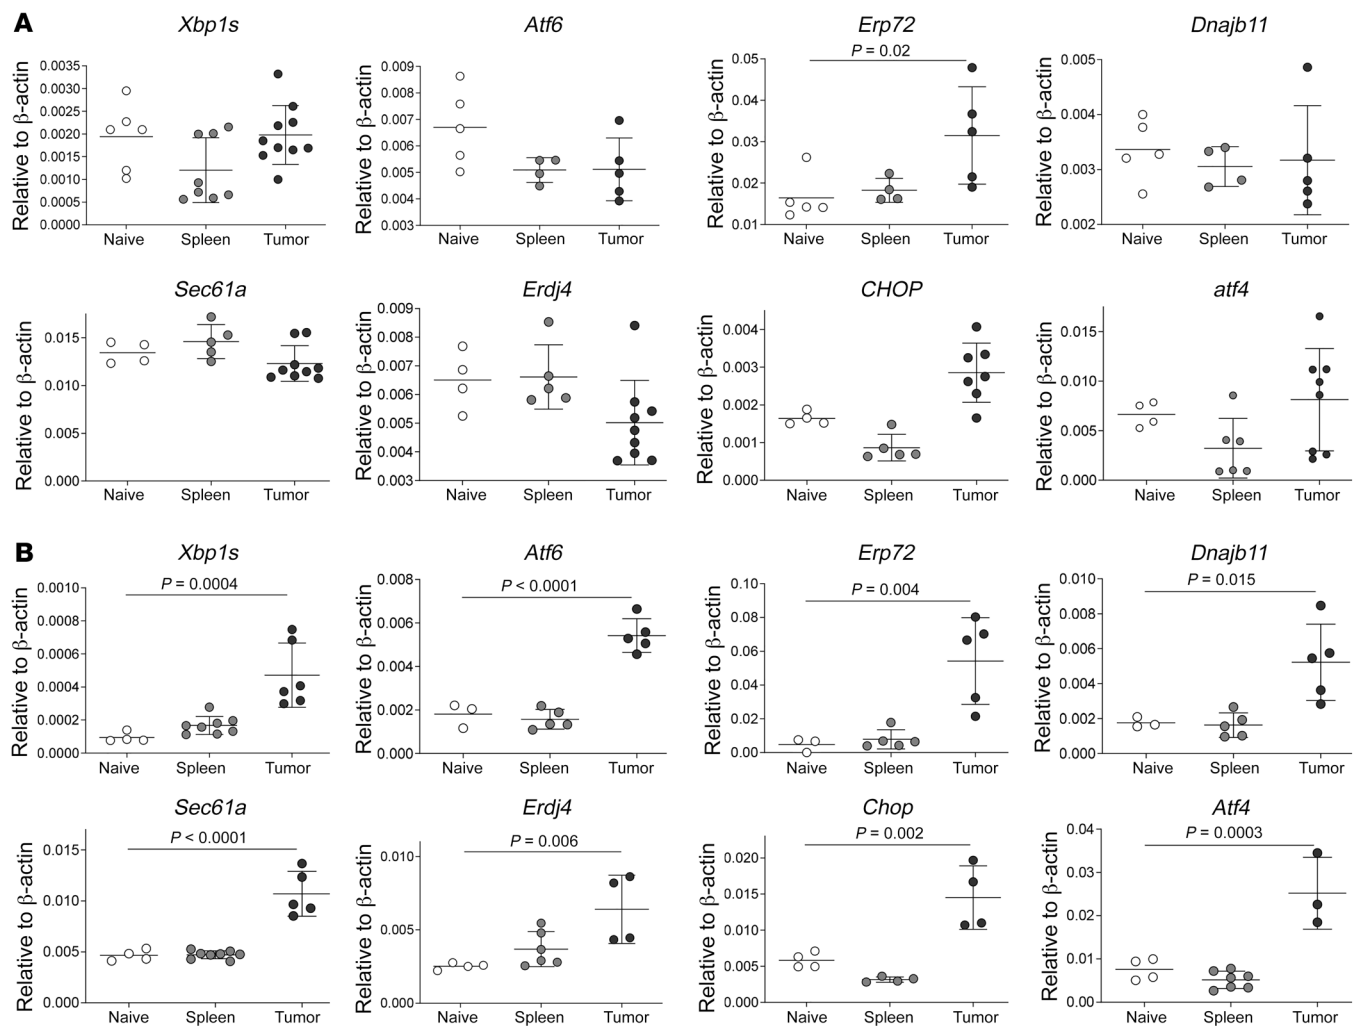 A
Xbp1s
Atf6
Erp72
Dnajb11
P = 0.02
Relative to β-actin
0.0035
0.0030
0.0025
0.0020
0.0015
0.0010
0.0005
0.0000
Naive Spleen Tumor
Relative to β-actin
0.009
0.008
0.007
0.006
0.005
0.004
0.003
Naive Spleen Tumor
Relative to β-actin
0.05
0.04
0.03
0.02
0.01
Naive Spleen Tumor
Relative to β-actin
0.005
0.004
0.003
0.002
Naive Spleen Tumor
Sec61a
Erdj4
CHOP
atf4
Relative to β-actin
0.015
0.010
0.005
0.000
Naive Spleen Tumor
Relative to β-actin
0.009
0.008
0.007
0.006
0.005
0.004
0.003
Naive Spleen Tumor
Relative to β-actin
0.004
0.003
0.002
0.001
0.000
Naive Spleen Tumor
Relative to β-actin
0.015
0.010
0.005
0.000
Naive Spleen Tumor
B
Xbp1s
Atf6
Erp72
Dnajb11
P = 0.0004
Relative to β-actin
0.0010
0.0008
0.0006
0.0004
0.0002
0.0000
Naive Spleen Tumor
P < 0.0001
Relative to β-actin
0.008
0.006
0.004
0.002
0.000
Naive Spleen Tumor
P = 0.004
Relative to β-actin
0.10
0.08
0.06
0.04
0.02
0.00
Naive Spleen Tumor
P = 0.015
Relative to β-actin
0.010
0.008
0.006
0.004
0.002
0.000
Naive Spleen Tumor
Sec61a
Erdj4
Chop
Atf4
P < 0.0001
Relative to β-actin
0.015
0.010
0.005
0.000
Naive Spleen Tumor
P = 0.006
Relative to β-actin
0.010
0.005
0.000
Naive Spleen Tumor
P = 0.002
Relative to β-actin
0.020
0.015
0.010
0.005
0.000
Naive Spleen Tumor
P = 0.0003
Relative to β-actin
0.04
0.03
0.02
0.01
0.00
Naive Spleen Tumor